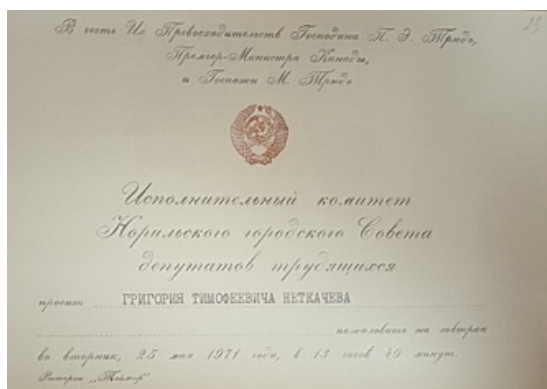 23
В честь Их Превосходительств Господина П. Э. Трюдо,
Премьер-Министра Канады,
и Госпожи М. Трюдо
Исполнительный комитет
Норильского городского Совета
депутатов трудящихся
просит ГРИГОРИЯ ТИМОФЕЕВИЧА НЕТКАЧЕВА
пожаловать на завтрак
во вторник, 25 мая 1971 года, в 13 часов 40 минут.
Ресторан „Таймыр"